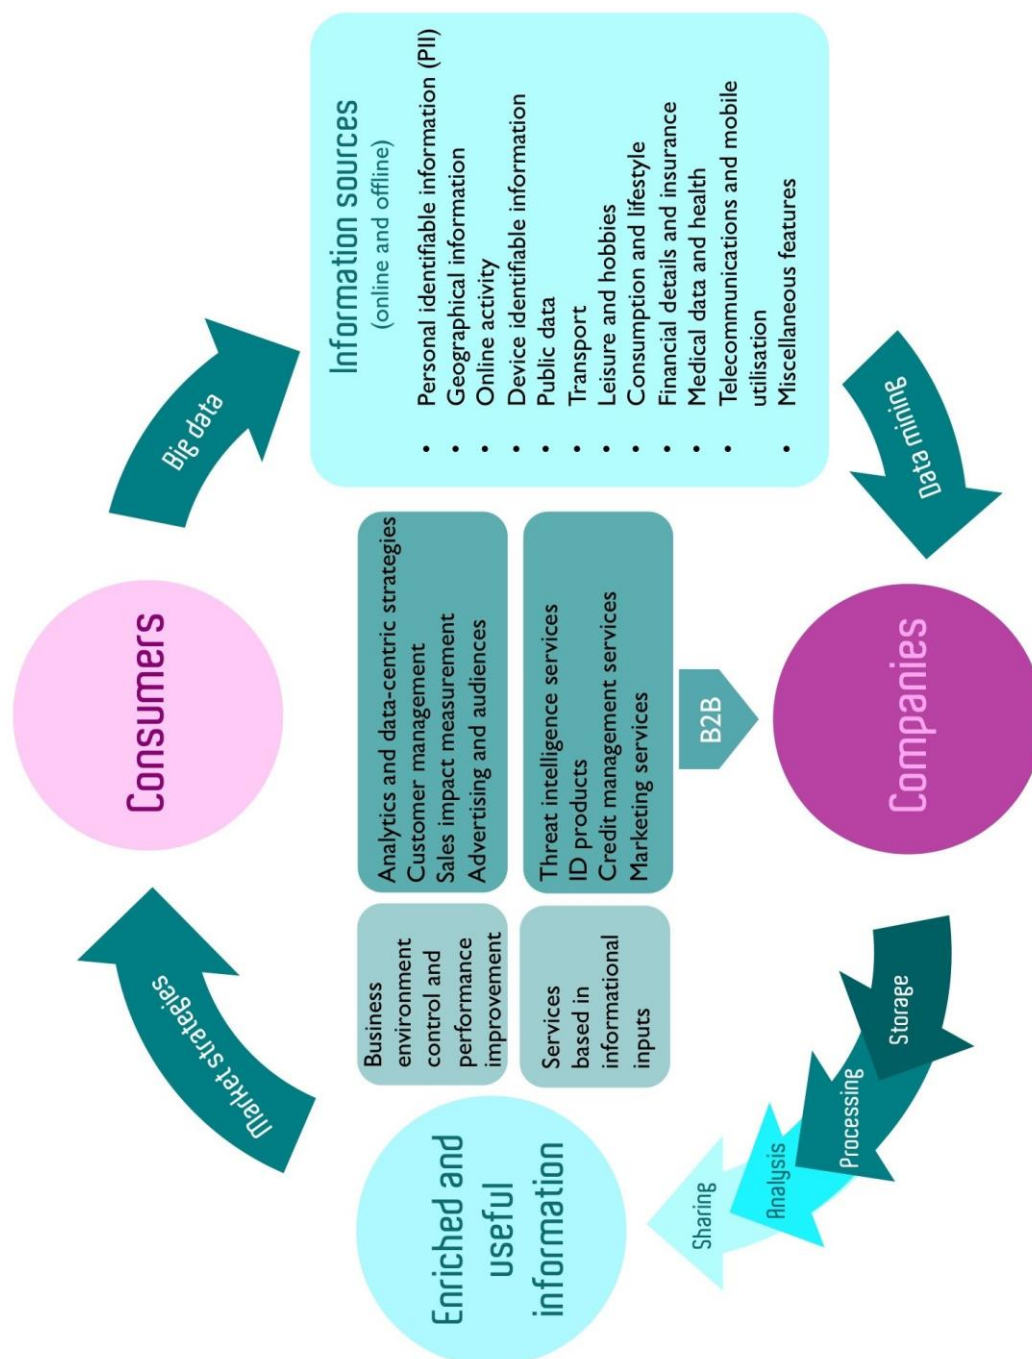 Consumers
Big data
Information sources
(online and offline)
• Personal identifiable information (PII)
• Geographical information
• Online activity
• Device identifiable information
• Public data
• Transport
• Leisure and hobbies
• Consumption and lifestyle
• Financial details and insurance
• Medical data and health
• Telecommunications and mobile
utilisation
• Miscellaneous features
Data mining
Companies
Storage
Processing
Analysis
Sharing
Enriched and
useful
information
Market strategies
Business
environment
control and
performance
improvement
Analytics and data-centric strategies
Customer management
Sales impact measurement
Advertising and audiences
Services
based in
informational
inputs
Threat intelligence services
ID products
Credit management services
Marketing services
B2B